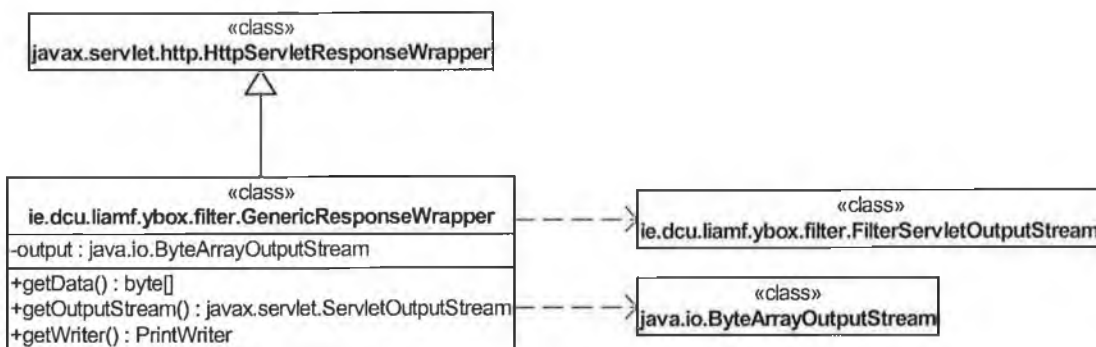 «class»
javax.servlet.http.HttpServletResponseWrapper
«class»
ie.dcu.liamf.ybox.filter.GenericResponseWrapper
-output : java.io.ByteArrayOutputStream
+getData() : byte[]
+getOutputStream() : javax.servlet.ServletOutputStream
+getWriter() : PrintWriter
«class»
ie.dcu.liamf.ybox.filter.FilterServletOutputStream
«class»
java.io.ByteArrayOutputStream